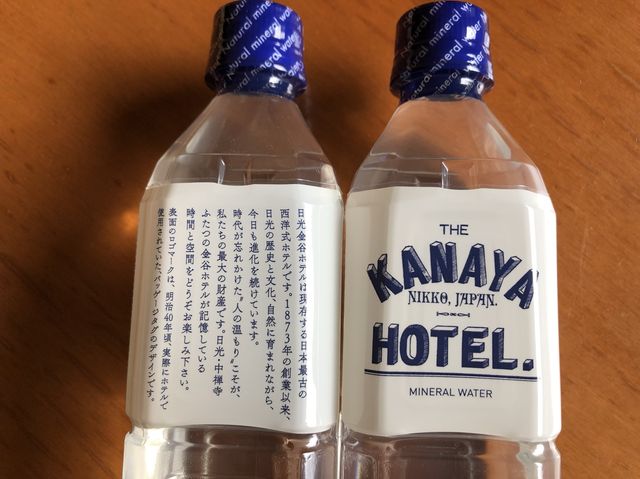 Natural mineral water
日光金谷ホテルは現存する日本最古の
西洋式ホテルです。1873年の創業以来、
日光の歴史と文化、自然に育まれながら、
今日も進化を続けています。
時代が忘れかけた“人の温もり”こそが、
私たちの最大の財産です。日光・中禅寺
ふたつの金谷ホテルが記憶している
時間と空間をどうぞお楽しみ下さい。
表面のロゴマークは、明治40年頃、実際にホテルで
使用されていた、バッゲージタグのデザインです。
Natural mineral water
THE
KANAYA
NIKKO, JAPAN.
HOTEL.
MINERAL WATER